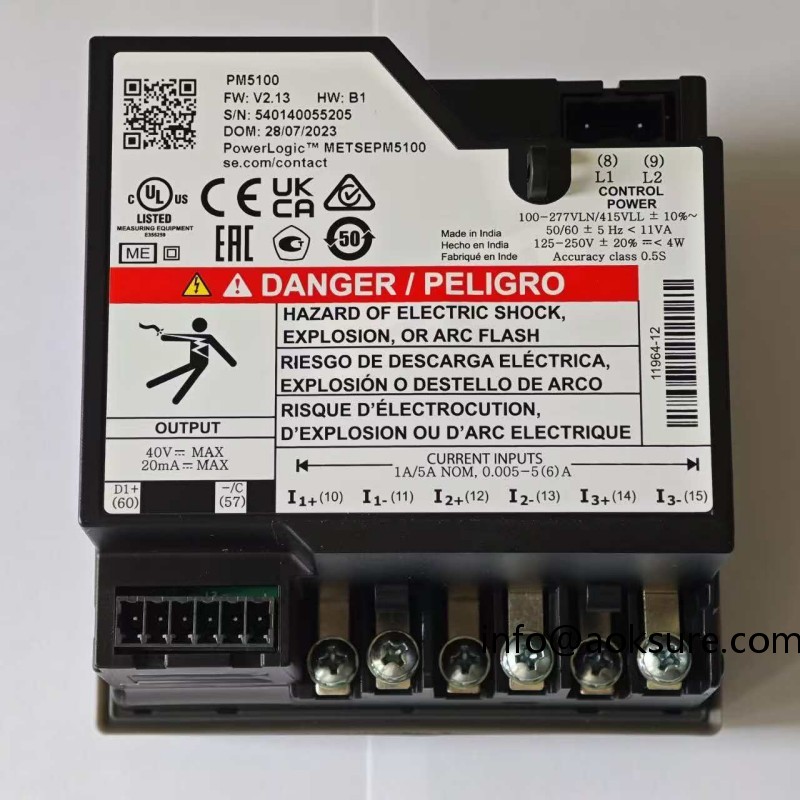 PM5100
FW: V2.13 HW: B1
S/N: 540140055205
DOM: 28/07/2023
PowerLogic™ METSEPM5100
se.com/contact
(8) (9)
L1 L2
CONTROL
POWER
100-277VLN/415VLL ± 10%~
50/60 ± 5 Hz < 11VA
125-250V ± 20% ⎓ < 4W
Accuracy class 0.5S
c UL US
LISTED
MEASURING EQUIPMENT
E355250
CE UK CA
ME
EAC
50
Made in India
Hecho en India
Fabriqué en Inde
DANGER / PELIGRO
HAZARD OF ELECTRIC SHOCK,
EXPLOSION, OR ARC FLASH
RIESGO DE DESCARGA ELÉCTRICA,
EXPLOSIÓN O DESTELLO DE ARCO
RISQUE D'ÉLECTROCUTION,
D'EXPLOSION OU D'ARC ELECTRIQUE
11964-12
OUTPUT
40V ⎓ MAX
20mA ⎓ MAX
D1+ -/C
(60) (57)
CURRENT INPUTS
1A/5A NOM, 0.005-5(6)A
I1+(10) I1-(11) I2+(12) I2-(13) I3+(14) I3-(15)
info@aoksure.com